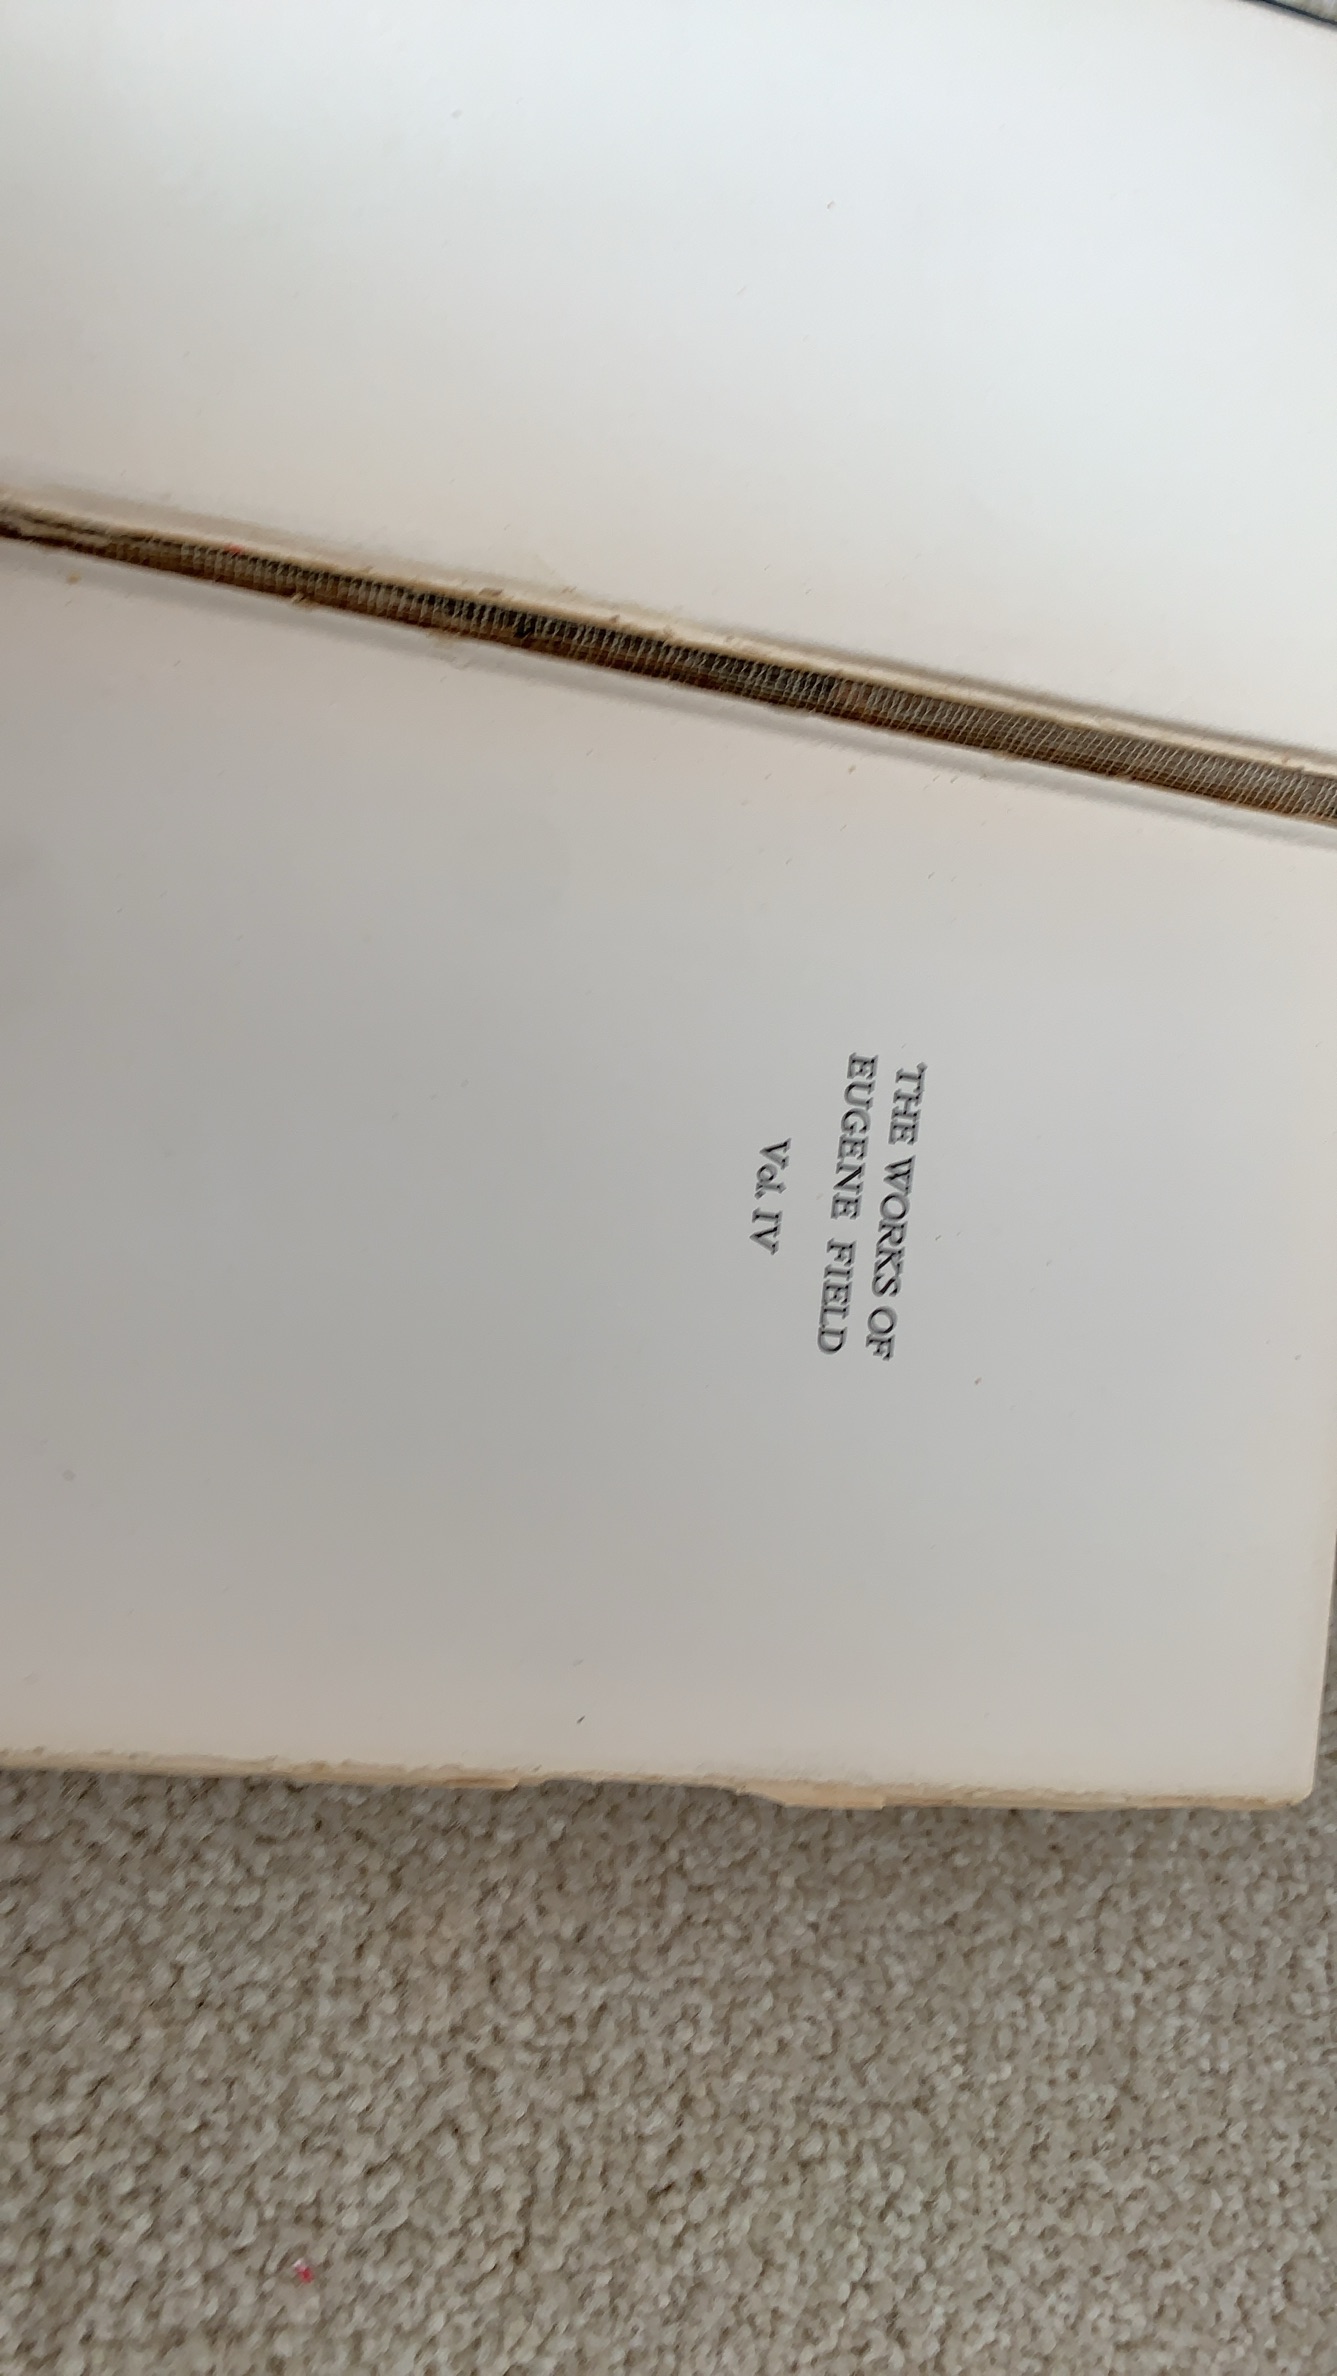 THE WORKS OF
EUGENE FIELD
Vol. IV